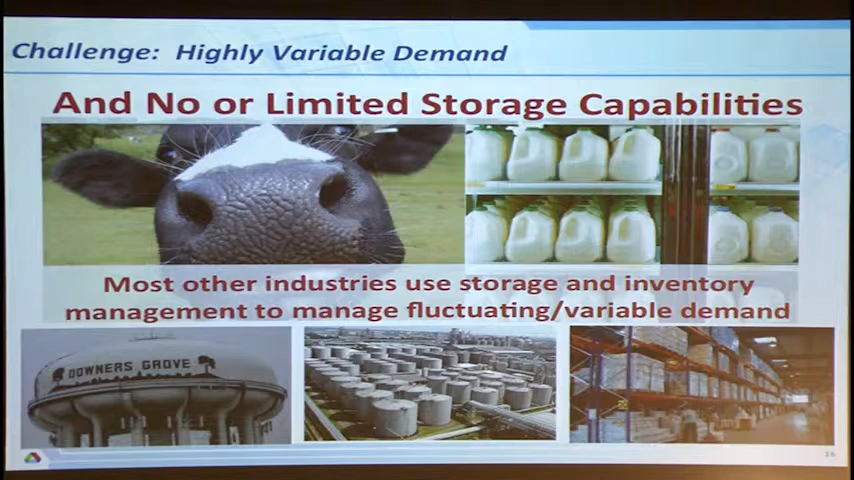 Challenge: Highly Variable Demand
And No or Limited Storage Capabilities
Most other industries use storage and inventory
management to manage fluctuating/variable demand
DOWNERS GROVE
16